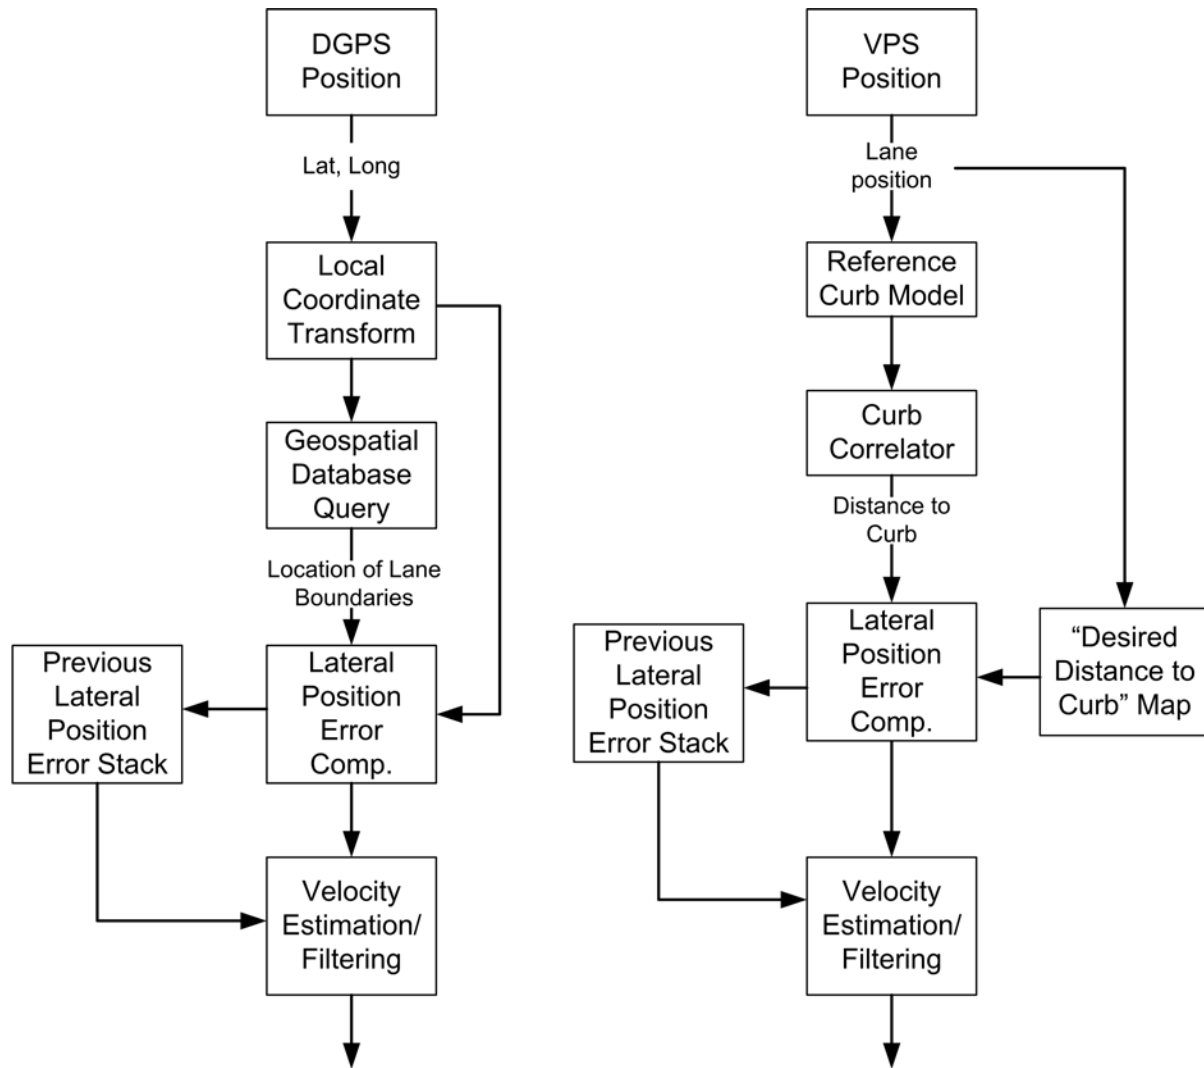 DGPS
Position
Lat, Long
Local
Coordinate
Transform
Geospatial
Database
Query
Location of Lane
Boundaries
Previous
Lateral
Position
Error Stack
Lateral
Position
Error
Comp.
Velocity
Estimation/
Filtering
VPS
Position
Lane
position
Reference
Curb Model
Curb
Correlator
Distance to
Curb
Previous
Lateral
Position
Error Stack
Lateral
Position
Error
Comp.
“Desired
Distance to
Curb” Map
Velocity
Estimation/
Filtering